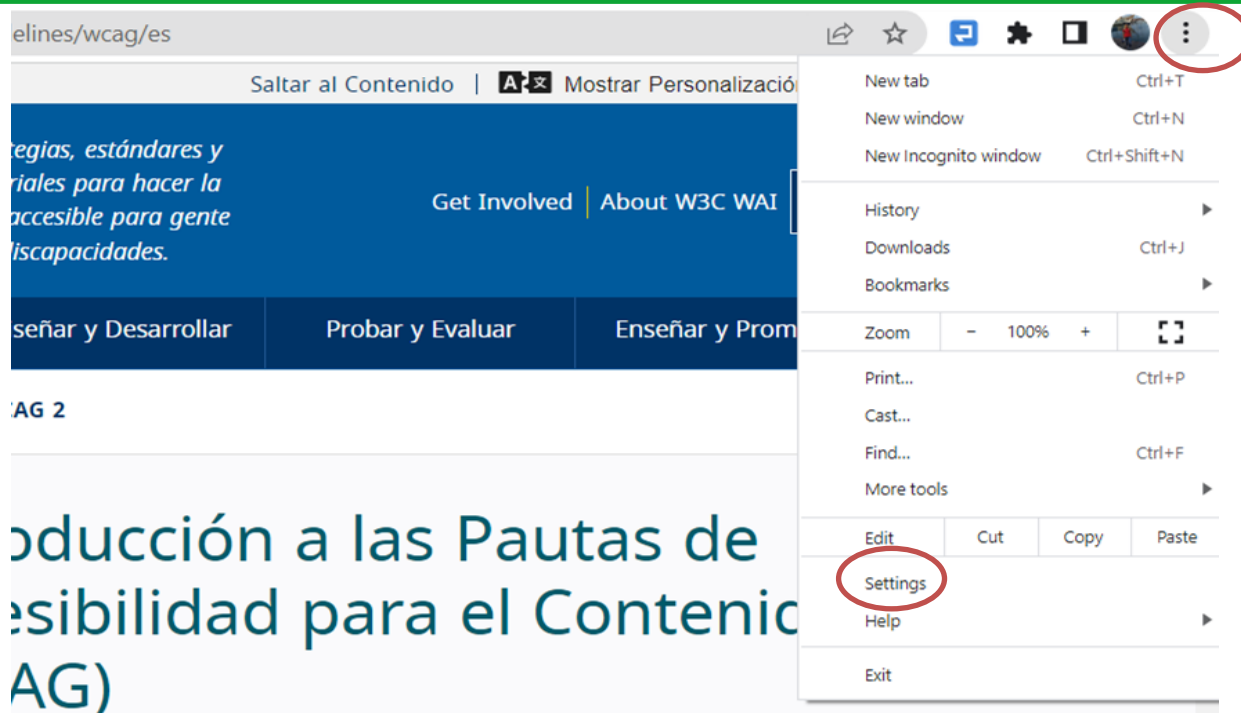 elines/wcag/es
Saltar al Contenido | Mostrar Personalizació
tegias, estándares y
riales para hacer la
accesible para gente
liscapacidades.
Get Involved | About W3C WAI
señar y Desarrollar
Probar y Evaluar
Enseñar y Prom
CAG 2
oducción a las Pautas de
esibilidad para el Contenic
AG)
New tab Ctrl+T
New window Ctrl+N
New Incognito window Ctrl+Shift+N
History
Downloads Ctrl+J
Bookmarks
Zoom - 100% +
Print... Ctrl+P
Cast...
Find... Ctrl+F
More tools
Edit Cut Copy Paste
Settings
Help
Exit